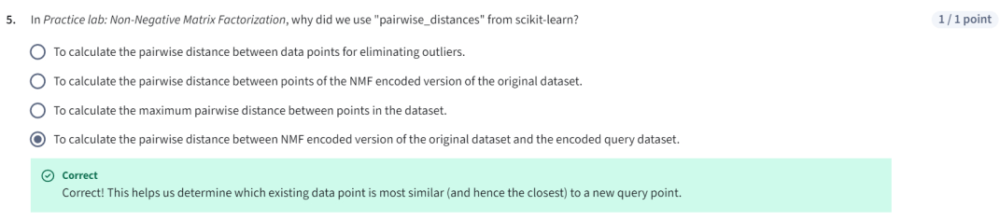 5. In Practice lab: Non-Negative Matrix Factorization, why did we use "pairwise_distances" from scikit-learn? 1 / 1 point
To calculate the pairwise distance between data points for eliminating outliers.
To calculate the pairwise distance between points of the NMF encoded version of the original dataset.
To calculate the maximum pairwise distance between points in the dataset.
To calculate the pairwise distance between NMF encoded version of the original dataset and the encoded query dataset.
Correct
Correct! This helps us determine which existing data point is most similar (and hence the closest) to a new query point.